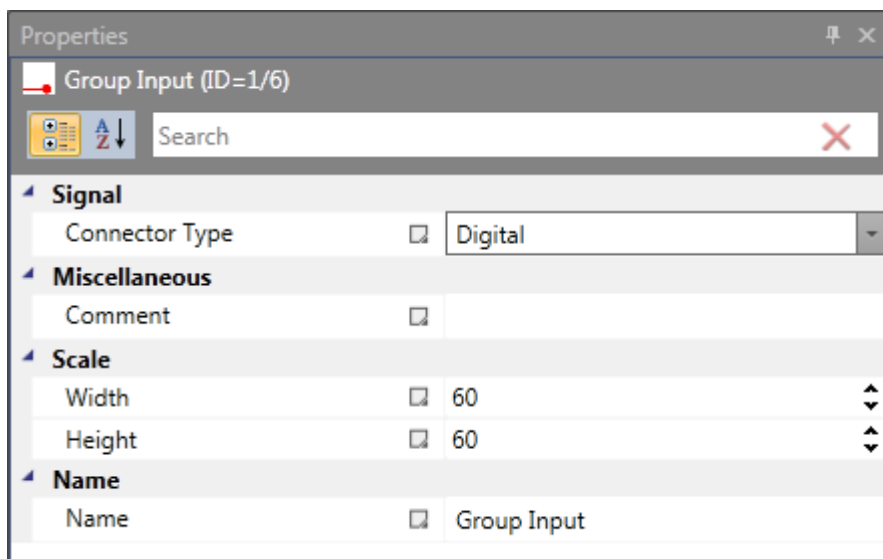 Properties
Group Input (ID=1/6)
A
Z
Search
Signal
Connector Type Digital
Miscellaneous
Comment
Scale
Width 60
Height 60
Name
Name Group Input